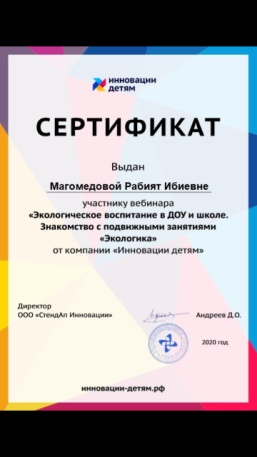 инновации
детям
СЕРТИФИКАТ
Выдан
Магомедовой Рабият Ибиевне
участнику вебинара
«Экологическое воспитание в ДОУ и школе.
Знакомство с подвижными занятиями
«Экологика»
от компании «Инновации детям»
Директор
ООО «СтендАп Инновации»
Андреев Д.О.
2020 год
инновации-детям.рф